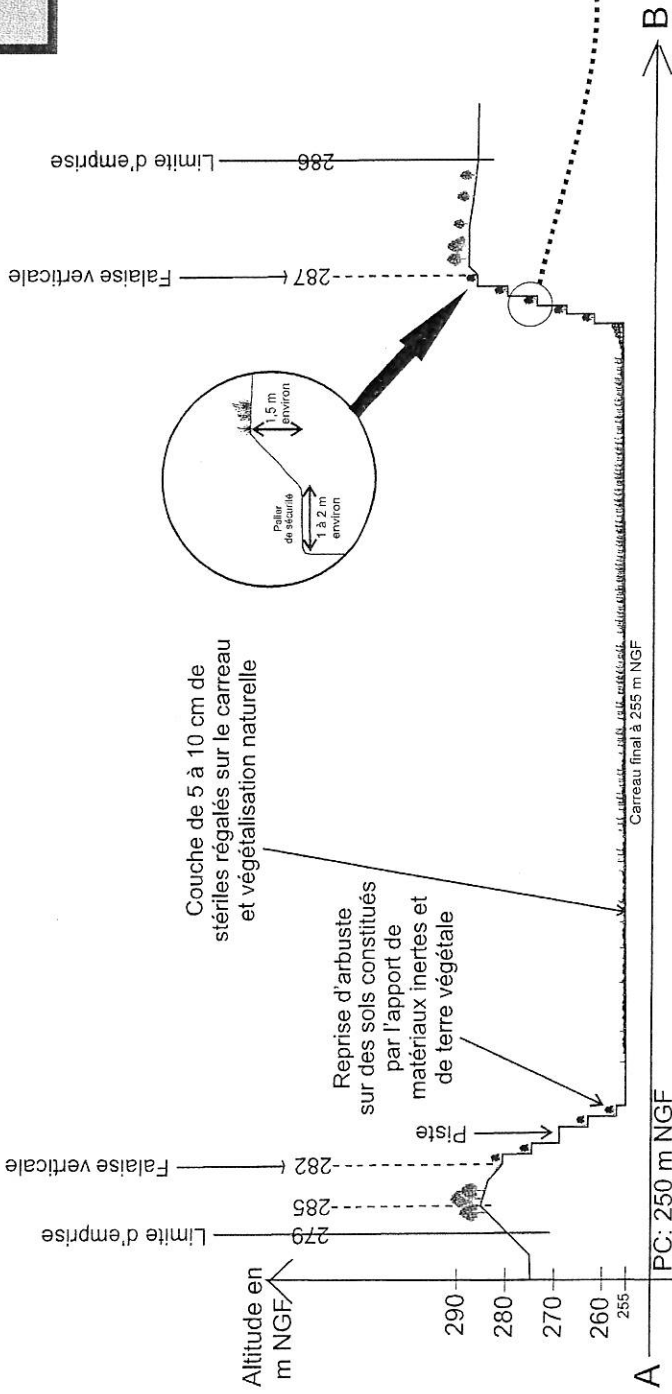 Altitude en
m NGF
290
280
270
260
255
A
PC: 250 m NGF
B
Limite d'emprise
279
285
Falaise verticale
282
Piste
Reprise d'arbuste
sur des sols constitués
par l'apport de
matériaux inertes et
de terre végétale
Couche de 5 à 10 cm de
stériles régalés sur le carreau
et végétalisation naturelle
Palier
de sécurité
1 à 2 m
environ
1,5 m
environ
Falaise verticale
287
Limite d'emprise
286
Carreau final à 255 m NGF